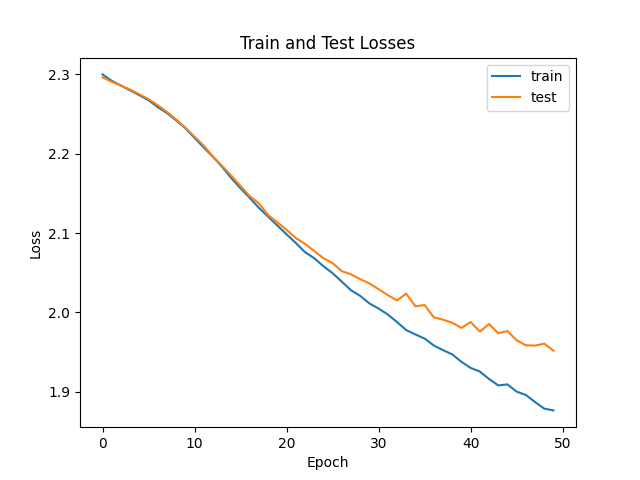 Train and Test Losses
train
test
2.3
2.2
2.1
2.0
1.9
Loss
0 10 20 30 40 50
Epoch